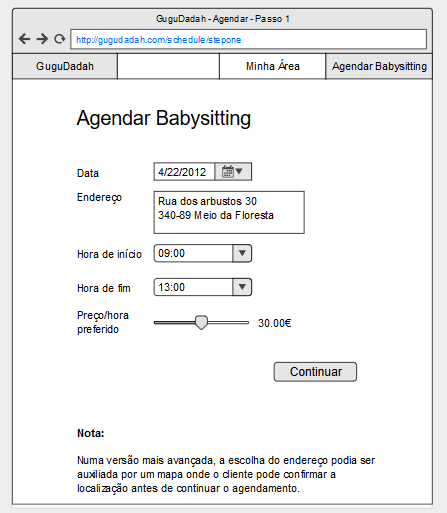 GuguDadah - Agendar - Passo 1
http://gugudadah.com/schedule/stepone
GuguDadah
Minha Área
Agendar Babysitting
Agendar Babysitting
Data
4/22/2012
Endereço
Rua dos arbustos 30
340-89 Meio da Floresta
Hora de início
09:00
Hora de fim
13:00
Preço/hora
preferido
30.00€
Continuar
Nota:
Numa versão mais avançada, a escolha do endereço podia ser
auxiliada por um mapa onde o cliente pode confirmar a
localização antes de continuar o agendamento.